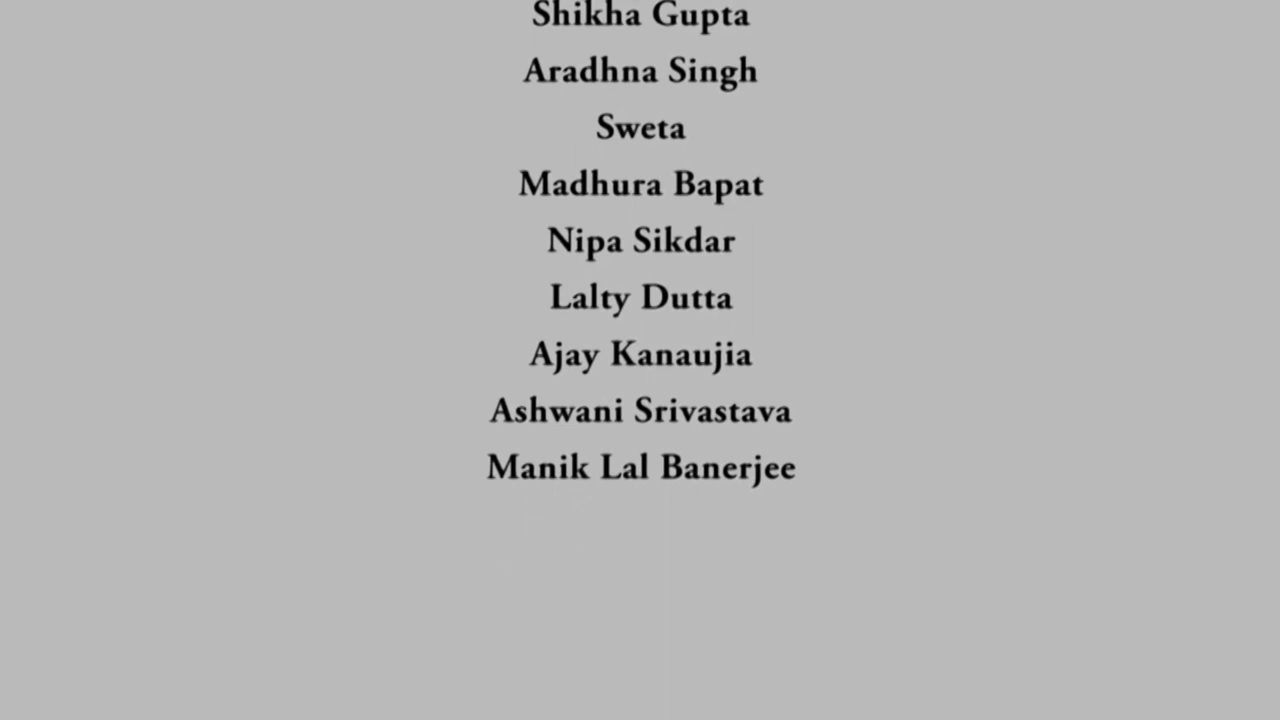 Shikha Gupta
Aradhna Singh
Sweta
Madhura Bapat
Nipa Sikdar
Lalty Dutta
Ajay Kanaujia
Ashwani Srivastava
Manik Lal Banerjee